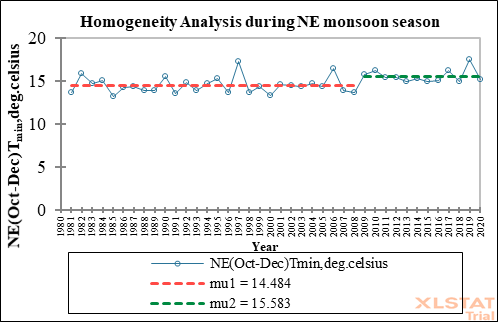 Homogeneity Analysis during NE monsoon season
NE(Oct-Dec)Tmin,deg.celsius
20
15
10
5
0
1980 1981 1982 1983 1984 1985 1986 1987 1988 1989 1990 1991 1992 1993 1994 1995 1996 1997 1998 1999 2000 2001 2002 2003 2004 2005 2006 2007 2008 2009 2010 2011 2012 2013 2014 2015 2016 2017 2018 2019 2020
Year
NE(Oct-Dec)Tmin,deg.celsius
mu1 = 14.484
mu2 = 15.583
XLSTAT
Trial